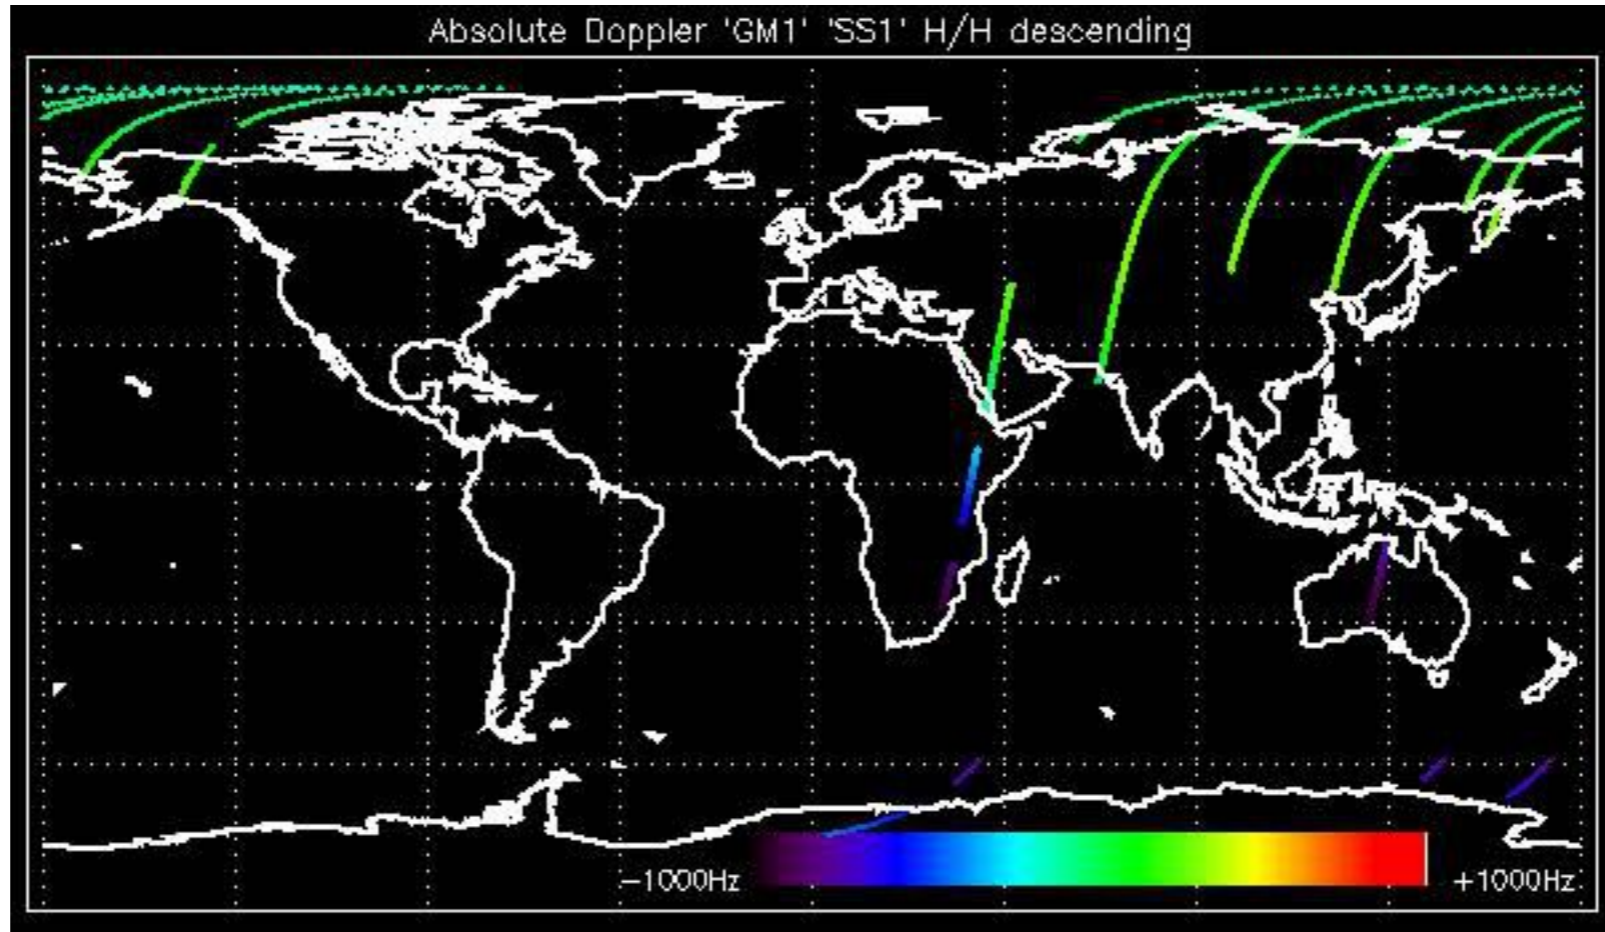 Absolute Doppler 'GM1' 'SS1' H/H descending
−1000Hz +1000Hz